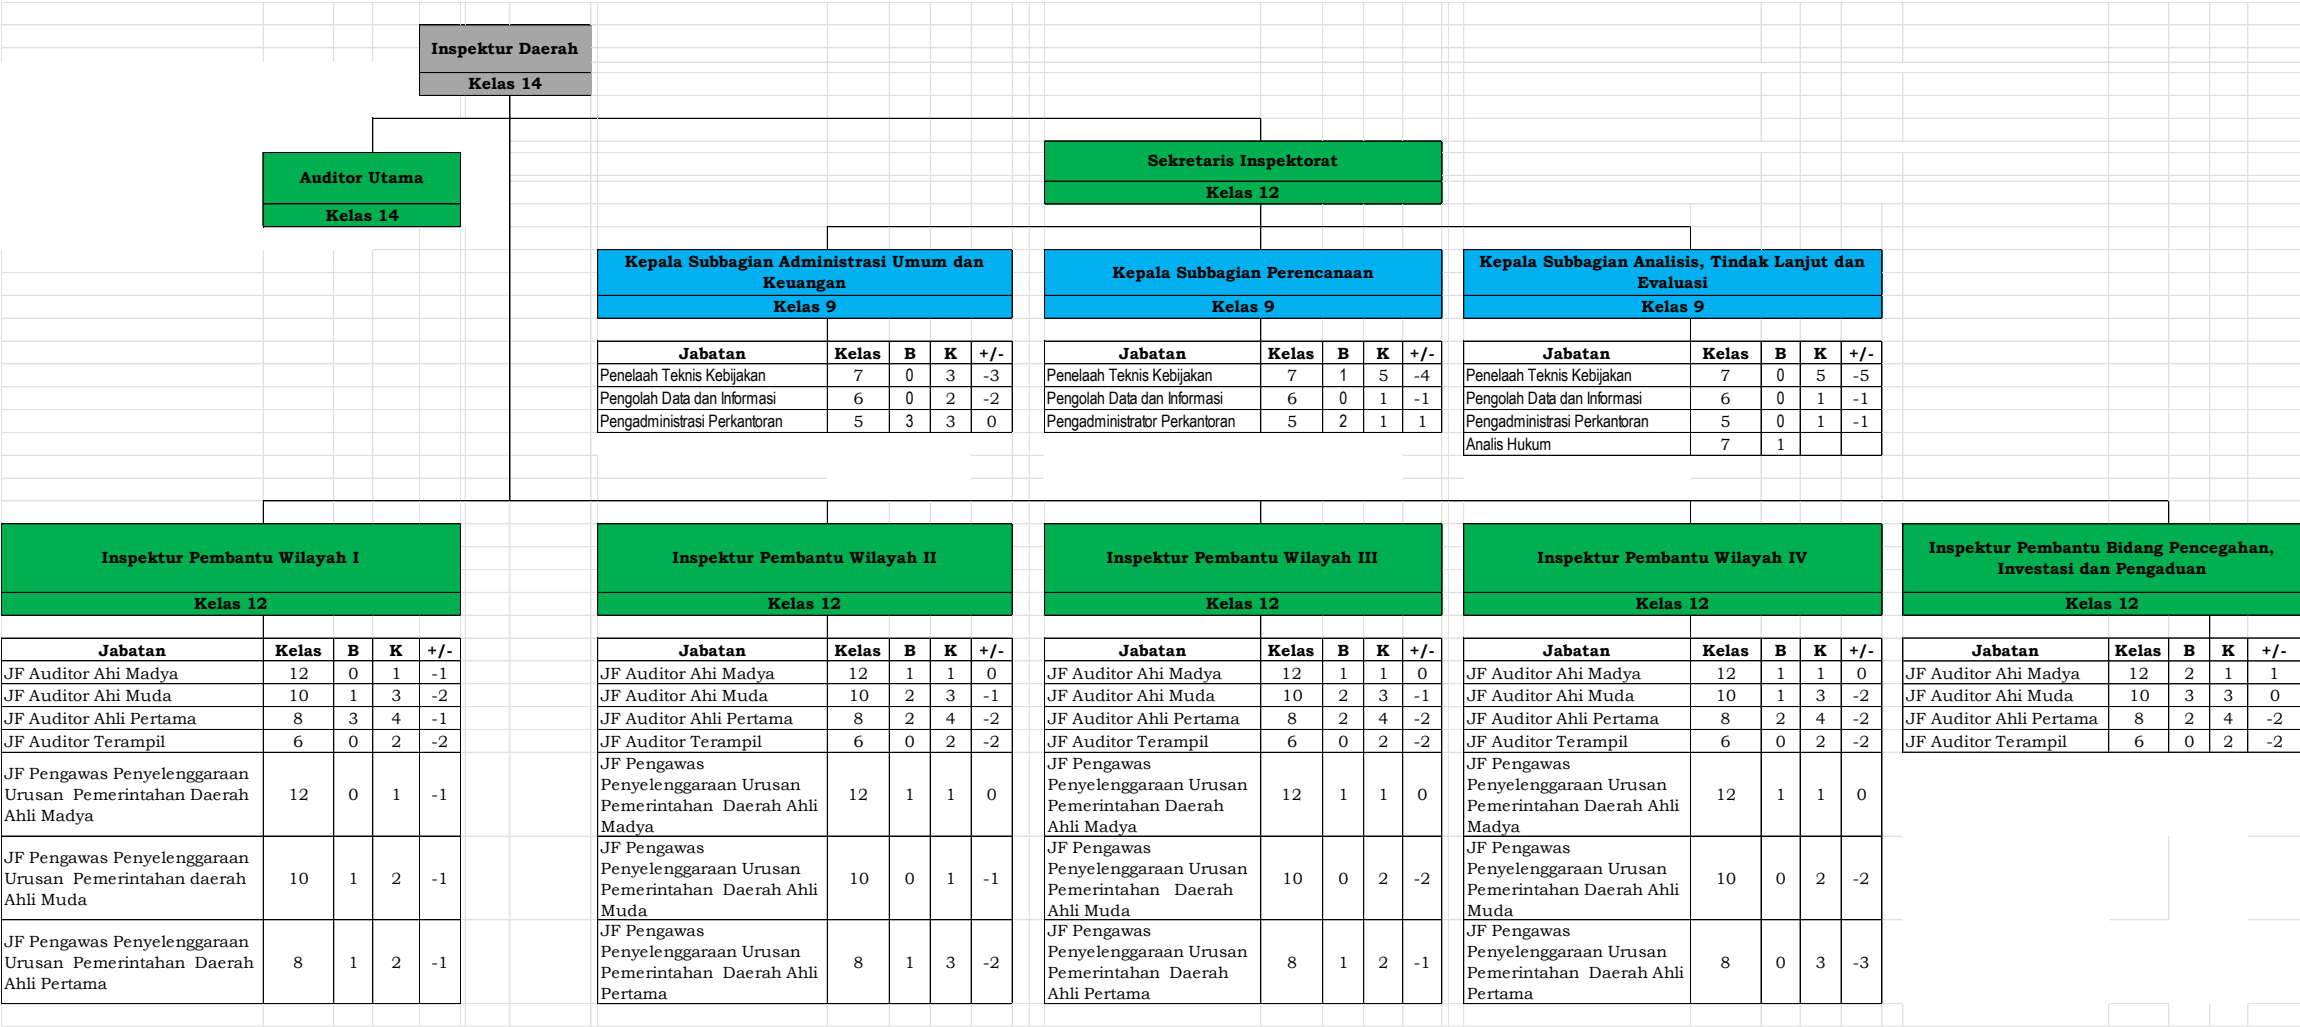 Inspektur Daerah
Kelas 14
Auditor Utama
Kelas 14
Sekretaris Inspektorat
Kelas 12
Kepala Subbagian Administrasi Umum dan
Keuangan
Kelas 9
Jabatan Kelas B K +/-
Penelaah Teknis Kebijakan 7 0 3 -3
Pengolah Data dan Informasi 6 0 2 -2
Pengadministrasi Perkantoran 5 3 3 0
Kepala Subbagian Perencanaan
Kelas 9
Jabatan Kelas B K +/-
Penelaah Teknis Kebijakan 7 1 5 -4
Pengolah Data dan Informasi 6 0 1 -1
Pengadministrator Perkantoran 5 2 1 1
Kepala Subbagian Analisis, Tindak Lanjut dan
Evaluasi
Kelas 9
Jabatan Kelas B K +/-
Penelaah Teknis Kebijakan 7 0 5 -5
Pengolah Data dan Informasi 6 0 1 -1
Pengadministrasi Perkantoran 5 0 1 -1
Analis Hukum 7 1
Inspektur Pembantu Wilayah I
Kelas 12
Jabatan Kelas B K +/-
JF Auditor Ahi Madya 12 0 1 -1
JF Auditor Ahi Muda 10 1 3 -2
JF Auditor Ahli Pertama 8 3 4 -1
JF Auditor Terampil 6 0 2 -2
JF Pengawas Penyelenggaraan
Urusan Pemerintahan Daerah 12 0 1 -1
Ahli Madya
JF Pengawas Penyelenggaraan
Urusan Pemerintahan daerah 10 1 2 -1
Ahli Muda
JF Pengawas Penyelenggaraan
Urusan Pemerintahan Daerah 8 1 2 -1
Ahli Pertama
Inspektur Pembantu Wilayah II
Kelas 12
Jabatan Kelas B K +/-
JF Auditor Ahi Madya 12 1 1 0
JF Auditor Ahi Muda 10 2 3 -1
JF Auditor Ahli Pertama 8 2 4 -2
JF Auditor Terampil 6 0 2 -2
JF Pengawas
Penyelenggaraan Urusan
Pemerintahan Daerah Ahli 12 1 1 0
Madya
JF Pengawas
Penyelenggaraan Urusan
Pemerintahan Daerah Ahli 10 0 1 -1
Muda
JF Pengawas
Penyelenggaraan Urusan
Pemerintahan Daerah Ahli 8 1 3 -2
Pertama
Inspektur Pembantu Wilayah III
Kelas 12
Jabatan Kelas B K +/-
JF Auditor Ahi Madya 12 1 1 0
JF Auditor Ahi Muda 10 2 3 -1
JF Auditor Ahli Pertama 8 2 4 -2
JF Auditor Terampil 6 0 2 -2
JF Pengawas
Penyelenggaraan Urusan
Pemerintahan Daerah 12 1 1 0
Ahli Madya
JF Pengawas
Penyelenggaraan Urusan
Pemerintahan Daerah 10 0 2 -2
Ahli Muda
JF Pengawas
Penyelenggaraan Urusan
Pemerintahan Daerah 8 1 2 -1
Ahli Pertama
Inspektur Pembantu Wilayah IV
Kelas 12
Jabatan Kelas B K +/-
JF Auditor Ahi Madya 12 1 1 0
JF Auditor Ahi Muda 10 1 3 -2
JF Auditor Ahli Pertama 8 2 4 -2
JF Auditor Terampil 6 0 2 -2
JF Pengawas
Penyelenggaraan Urusan
Pemerintahan Daerah Ahli 12 1 1 0
Madya
JF Pengawas
Penyelenggaraan Urusan
Pemerintahan Daerah Ahli 10 0 2 -2
Muda
JF Pengawas
Penyelenggaraan Urusan
Pemerintahan Daerah Ahli 8 0 3 -3
Pertama
Inspektur Pembantu Bidang Pencegahan,
Investasi dan Pengaduan
Kelas 12
Jabatan Kelas B K +/-
JF Auditor Ahi Madya 12 2 1 1
JF Auditor Ahi Muda 10 3 3 0
JF Auditor Ahli Pertama 8 2 4 -2
JF Auditor Terampil 6 0 2 -2